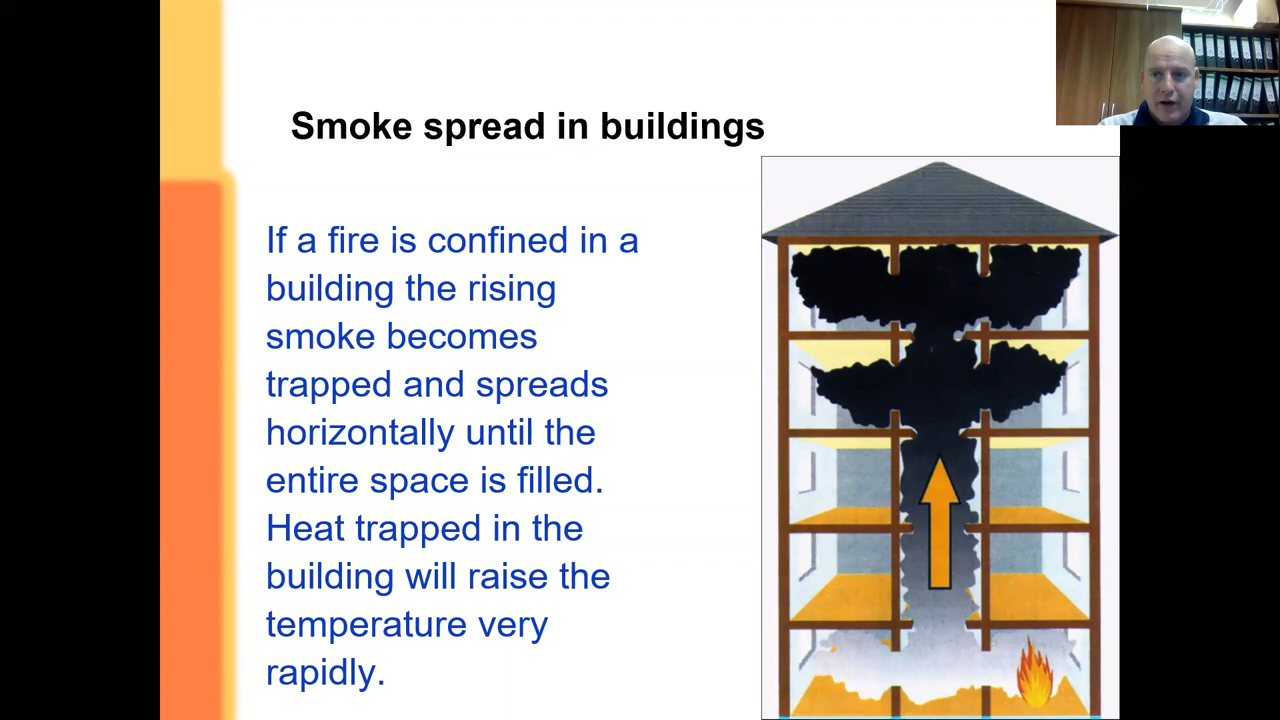 Smoke spread in buildings
If a fire is confined in a
building the rising
smoke becomes
trapped and spreads
horizontally until the
entire space is filled.
Heat trapped in the
building will raise the
temperature very
rapidly.